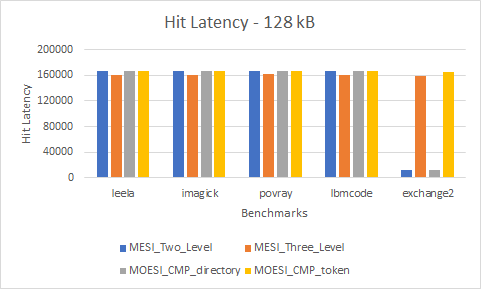 Hit Latency - 128 kB
200000
160000
120000
80000
40000
0
Hit Latency
leela imagick povray lbmcode exchange2
Benchmarks
MESI_Two_Level MESI_Three_Level
MOESI_CMP_directory MOESI_CMP_token